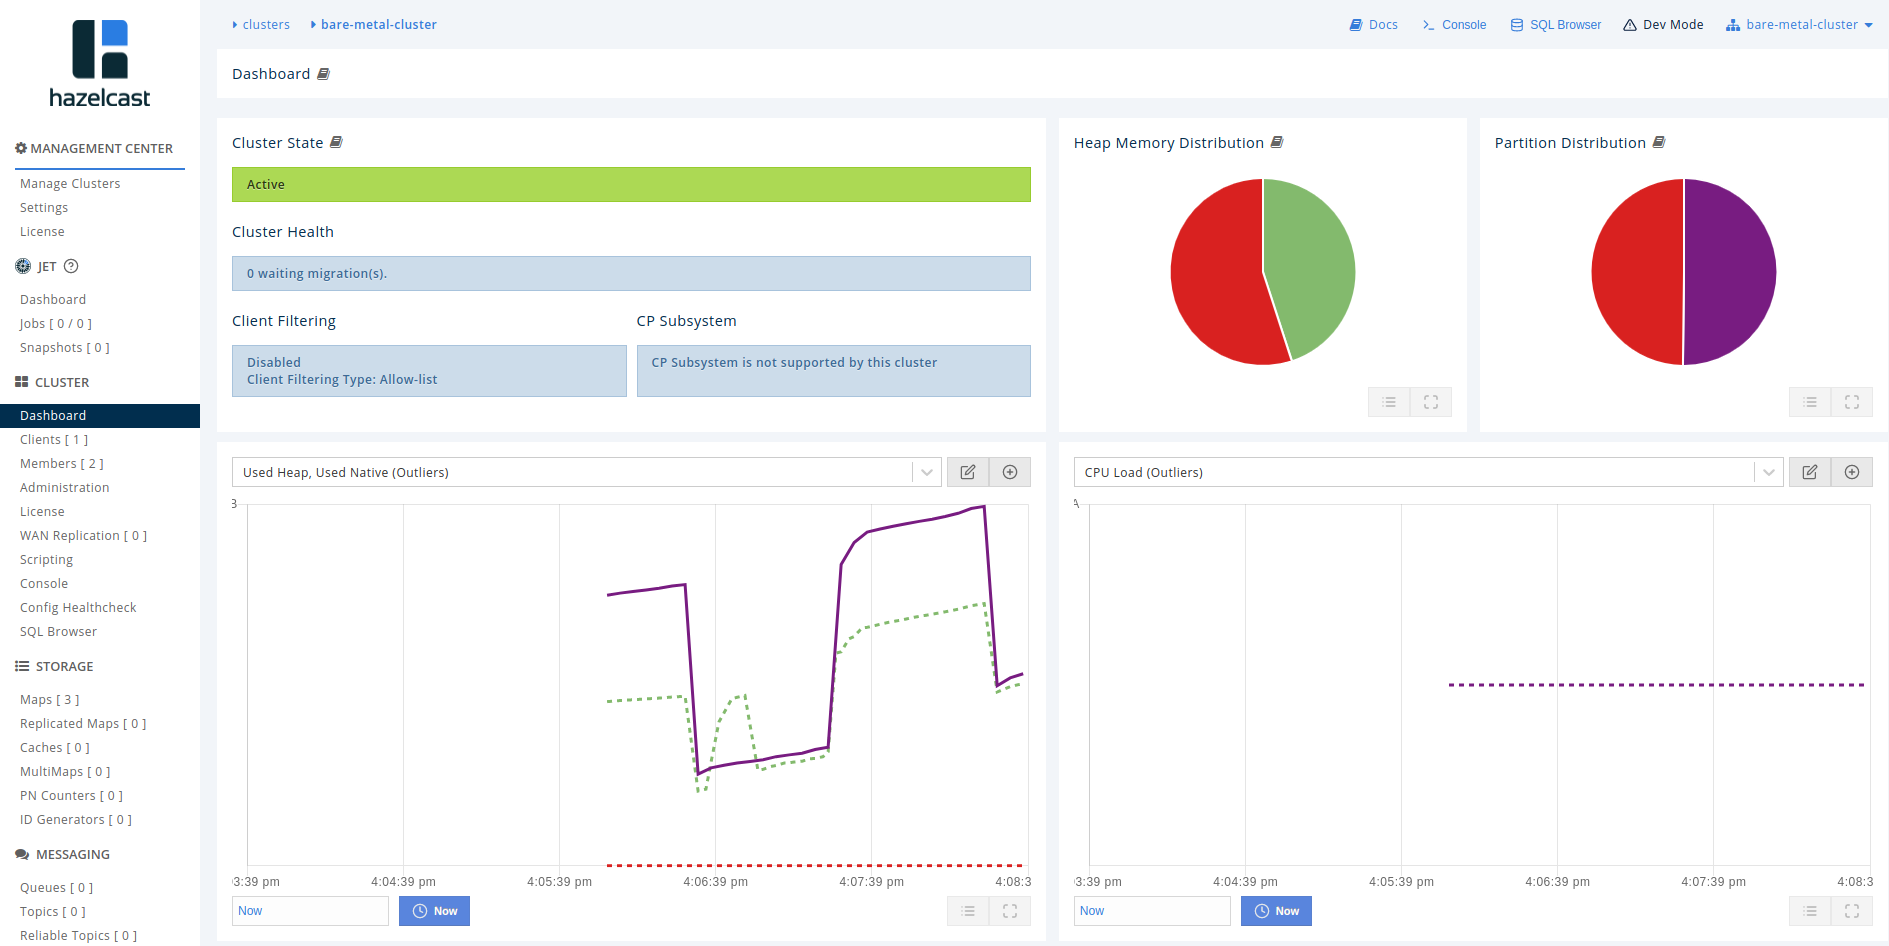 hazelcast
MANAGEMENT CENTER
Manage Clusters
Settings
License
JET
Dashboard
Jobs [ 0 / 0 ]
Snapshots [ 0 ]
CLUSTER
Dashboard
Clients [ 1 ]
Members [ 2 ]
Administration
License
WAN Replication [ 0 ]
Scripting
Console
Config Healthcheck
SQL Browser
STORAGE
Maps [ 3 ]
Replicated Maps [ 0 ]
Caches [ 0 ]
MultiMaps [ 0 ]
PN Counters [ 0 ]
ID Generators [ 0 ]
MESSAGING
Queues [ 0 ]
Topics [ 0 ]
Reliable Topics [ 0 ]
clusters bare-metal-cluster
Docs Console SQL Browser Dev Mode bare-metal-cluster
Dashboard
Cluster State
Active
Cluster Health
0 waiting migration(s).
Client Filtering
Disabled
Client Filtering Type: Allow-list
CP Subsystem
CP Subsystem is not supported by this cluster
Heap Memory Distribution
Partition Distribution
Used Heap, Used Native (Outliers)
3:39 pm 4:04:39 pm 4:05:39 pm 4:06:39 pm 4:07:39 pm 4:08:3
Now Now
CPU Load (Outliers)
3:39 pm 4:04:39 pm 4:05:39 pm 4:06:39 pm 4:07:39 pm 4:08:3
Now Now